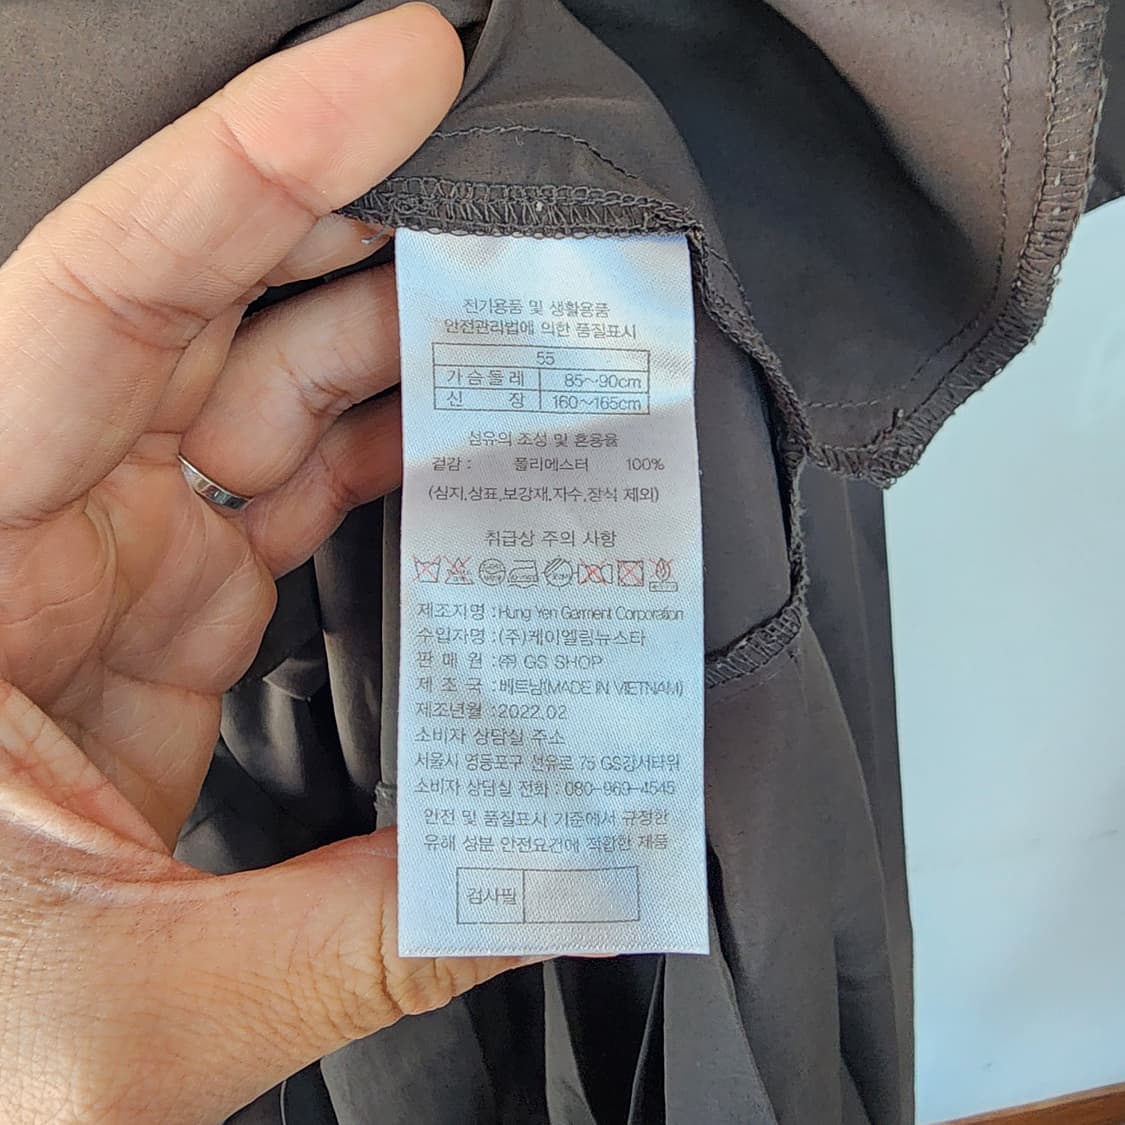 전기용품 및 생활용품
안전관리법에 의한 품질표시
55
가슴둘레 85~90cm
신 장 160~165cm
섬유의 조성 및 혼용율
겉감 : 폴리에스터 100%
(심지,상표,보강재,자수,장식 제외)
취급상 주의 사항
제조자명 :Hung Yen Garment Corporation
수입자명 :(주)케이엘림뉴스타
판 매 원 :㈜ GS SHOP
제 조 국 :베트남(MADE IN VIETNAM)
제조년월 :2022.02
소비자 상담실 주소
서울시 영등포구 선유로 75 GS강서타워
소비자 상담실 전화 : 080-969-4545
안전 및 품질표시 기준에서 규정한
유해 성분 안전요건에 적합한 제품
검사필